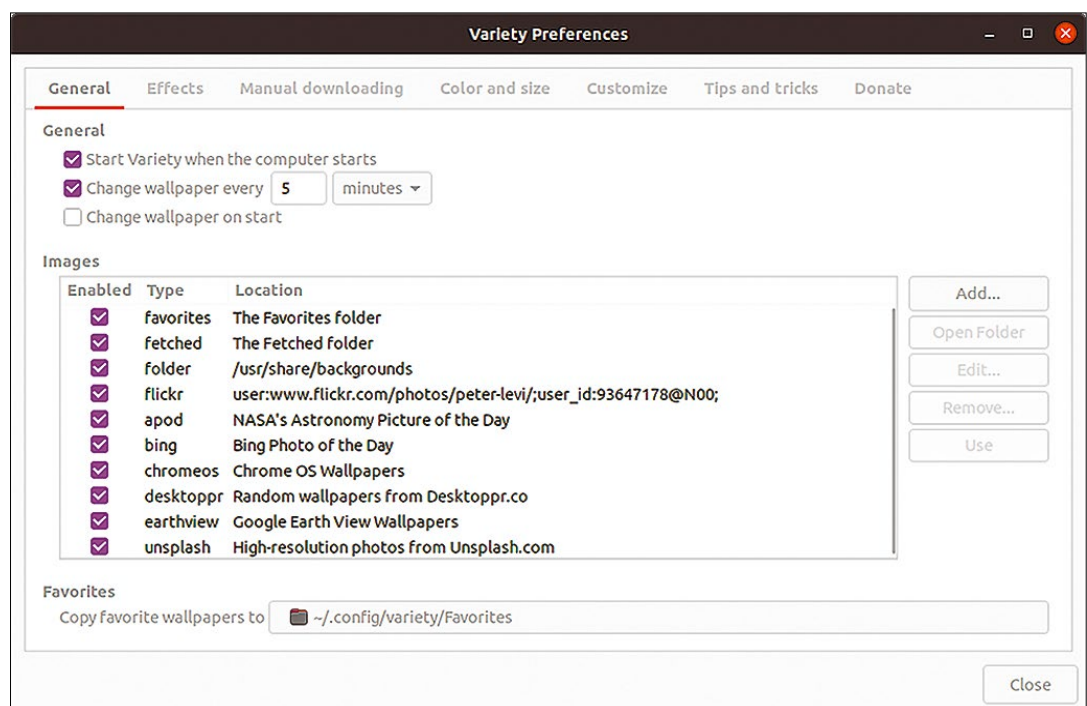 Variety Preferences
General Effects Manual downloading Color and size Customize Tips and tricks Donate
General
Start Variety when the computer starts
Change wallpaper every 5 minutes
Change wallpaper on start
Images
Enabled Type Location
favorites The Favorites folder
fetched The Fetched folder
folder /usr/share/backgrounds
flickr user:www.flickr.com/photos/peter-levi/;user_id:93647178@N00;
apod NASA's Astronomy Picture of the Day
bing Bing Photo of the Day
chromeos Chrome OS Wallpapers
desktoppr Random wallpapers from Desktoppr.co
earthview Google Earth View Wallpapers
unsplash High-resolution photos from Unsplash.com
Add...
Open Folder
Edit...
Remove...
Use
Favorites
Copy favorite wallpapers to ~/.config/variety/Favorites
Close